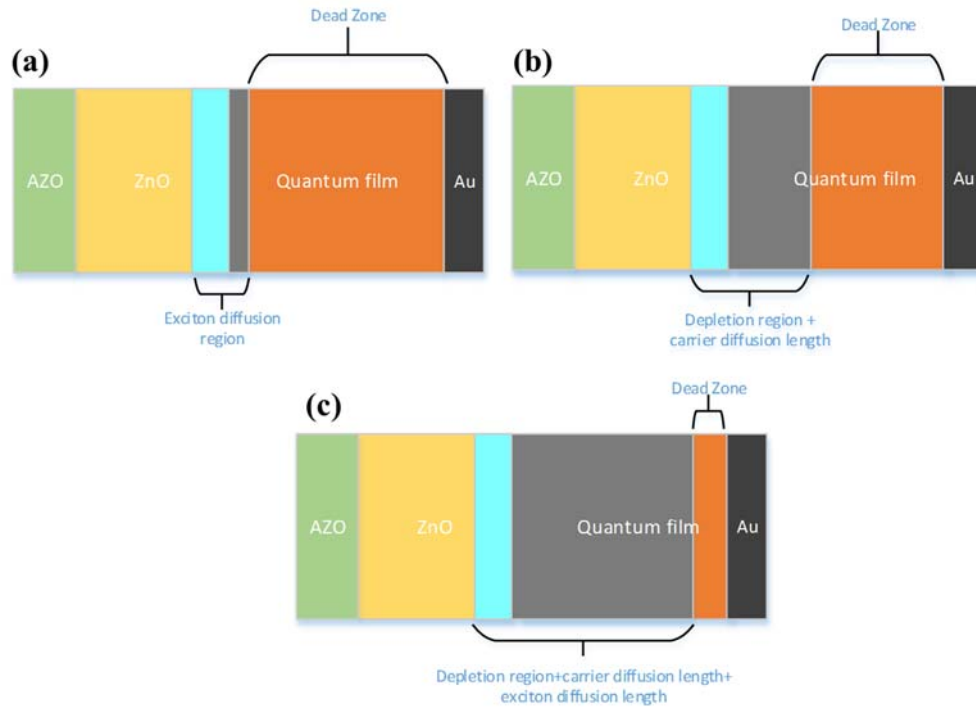 Dead Zone
(a)
AZO
ZnO
Quantum film
Au
Exciton diffusion
region
Dead Zone
(b)
AZO
ZnO
Quantum film
Au
Depletion region +
carrier diffusion length
Dead Zone
(c)
AZO
ZnO
Quantum film
Au
Depletion region+carrier diffusion length+
exciton diffusion length